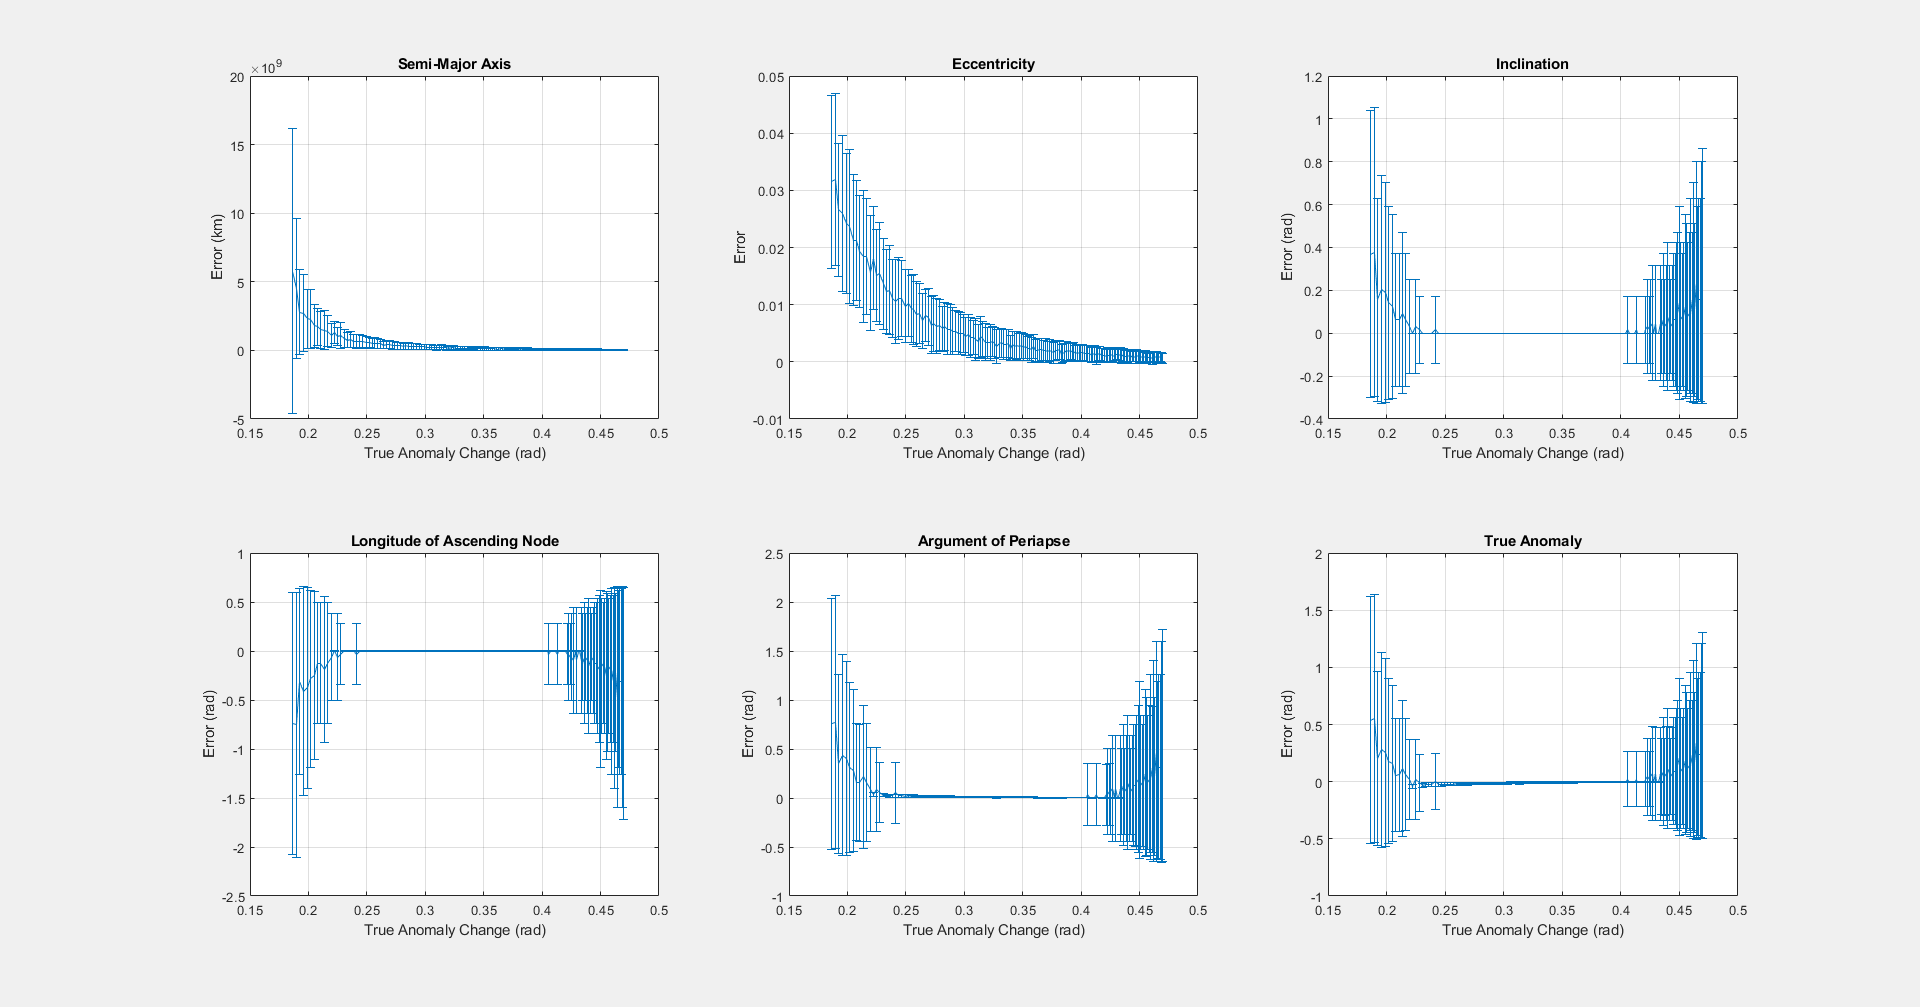 Semi-Major Axis
×10^9
20
15
10
5
0
-5
0.15 0.2 0.25 0.3 0.35 0.4 0.45 0.5
True Anomaly Change (rad)
Error (km)
Eccentricity
0.05
0.04
0.03
0.02
0.01
0
-0.01
0.15 0.2 0.25 0.3 0.35 0.4 0.45 0.5
True Anomaly Change (rad)
Error
Inclination
1.2
1
0.8
0.6
0.4
0.2
0
-0.2
-0.4
0.15 0.2 0.25 0.3 0.35 0.4 0.45 0.5
True Anomaly Change (rad)
Error (rad)
Longitude of Ascending Node
1
0.5
0
-0.5
-1
-1.5
-2
-2.5
0.15 0.2 0.25 0.3 0.35 0.4 0.45 0.5
True Anomaly Change (rad)
Error (rad)
Argument of Periapse
2.5
2
1.5
1
0.5
0
-0.5
-1
0.15 0.2 0.25 0.3 0.35 0.4 0.45 0.5
True Anomaly Change (rad)
Error (rad)
True Anomaly
2
1.5
1
0.5
0
-0.5
-1
0.15 0.2 0.25 0.3 0.35 0.4 0.45 0.5
True Anomaly Change (rad)
Error (rad)